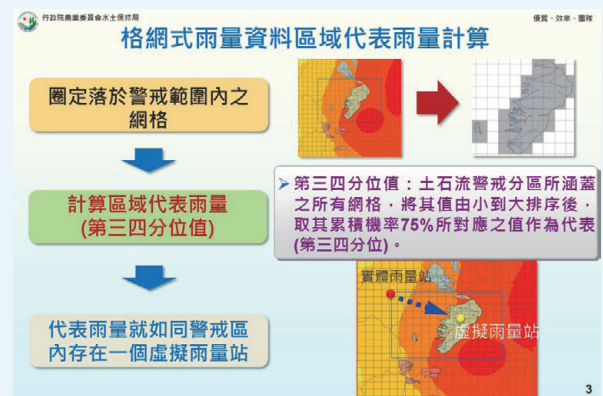 行政院農業委員會水土保持局
優質、效率、團隊
格網式雨量資料區域代表雨量計算
圈定落於警戒範圍內之
網格
計算區域代表雨量
(第三四分位值)
➢第三四分位值：土石流警戒分區所涵蓋
之所有網格，將其值由小到大排序後，
取其累積機率75%所對應之值作為代表
(第三四分位)。
代表雨量就如同警戒區
內存在一個虛擬雨量站
實體雨量站
虛擬雨量站
3